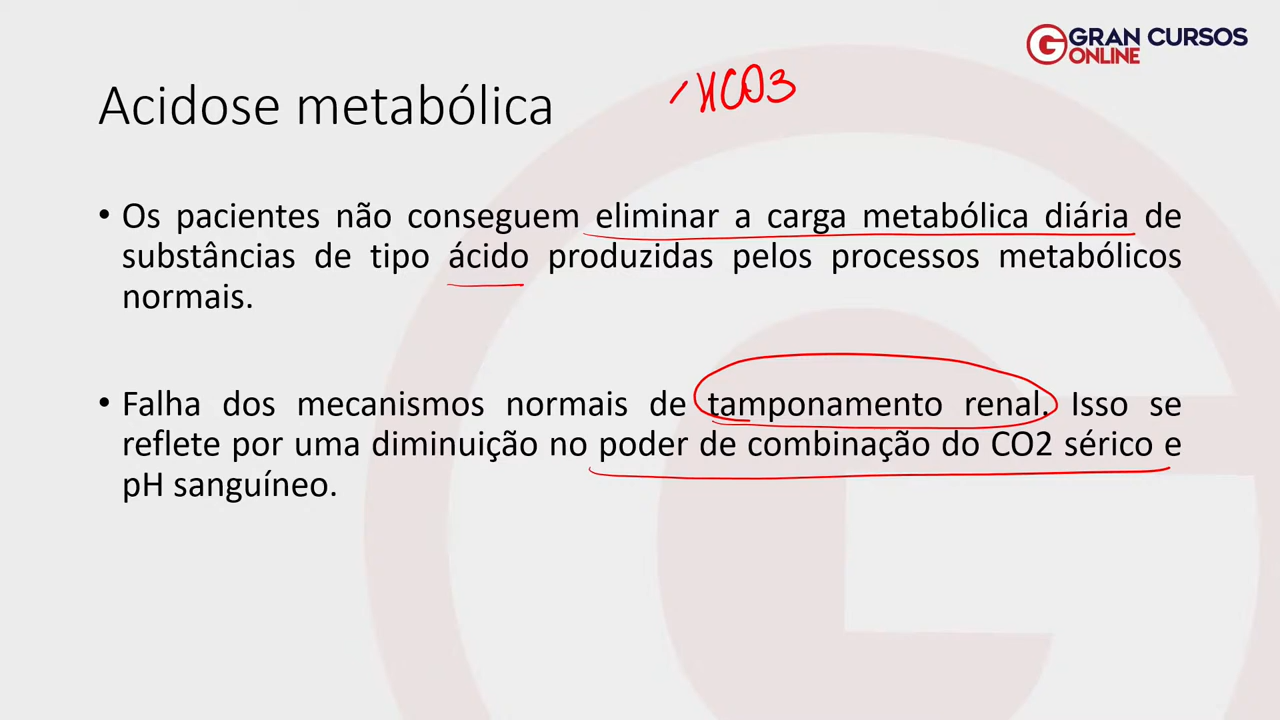 GRAN CURSOS
ONLINE
HCO3
Acidose metabólica
• Os pacientes não conseguem eliminar a carga metabólica diária de
substâncias de tipo ácido produzidas pelos processos metabólicos
normais.
• Falha dos mecanismos normais de tamponamento renal. Isso se
reflete por uma diminuição no poder de combinação do CO2 sérico e
pH sanguíneo.